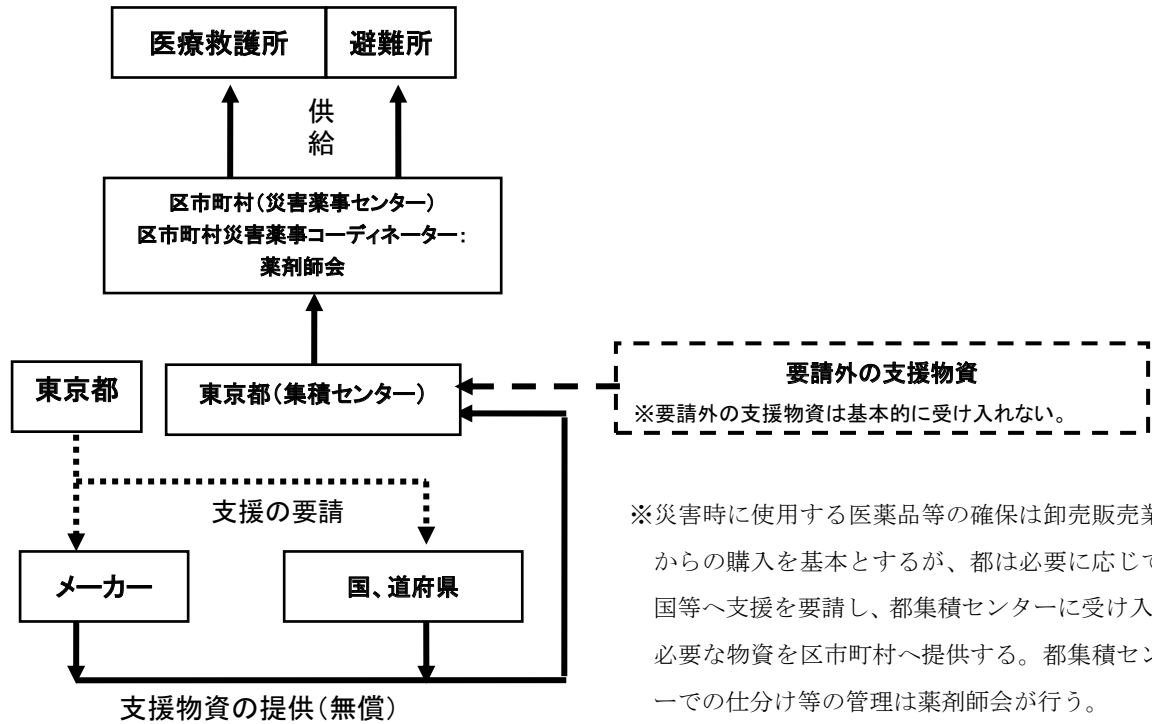 医療救護所
避難所
供
給
区市町村（災害薬事センター）
区市町村災害薬事コーディネーター：
薬剤師会
東京都
東京都（集積センター）
要請外の支援物資
※要請外の支援物資は基本的に受け入れない。
支援の要請
メーカー
国、道府県
支援物資の提供（無償）
※災害時に使用する医薬品等の確保は卸売販売業
からの購入を基本とするが、都は必要に応じて
国等へ支援を要請し、都集積センターに受け入
必要な物資を区市町村へ提供する。都集積セン
ーでの仕分け等の管理は薬剤師会が行う。